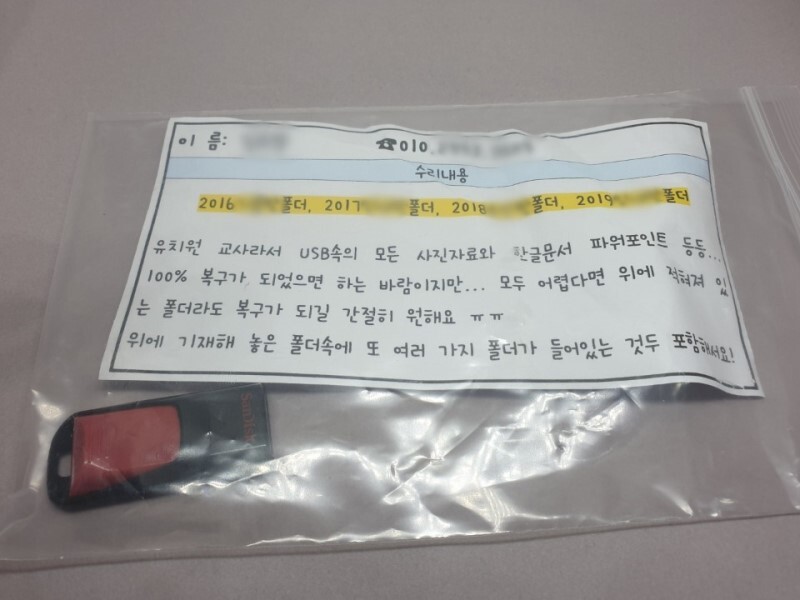 이 름:
☎010
수리내용
2016 폴더, 2017 폴더, 2018 폴더, 2019 폴더
유치원 교사라서 USB속의 모든 사진자료와 한글문서 파워포인트 등등...
100% 복구가 되었으면 하는 바람이지만... 모두 어렵다면 위에 적혀져 있
는 폴더라도 복구가 되길 간절히 원해요 ㅠㅠ
위에 기재해 놓은 폴더속에 또 여러 가지 폴더가 들어있는 것두 포함해서요!
SanDisk